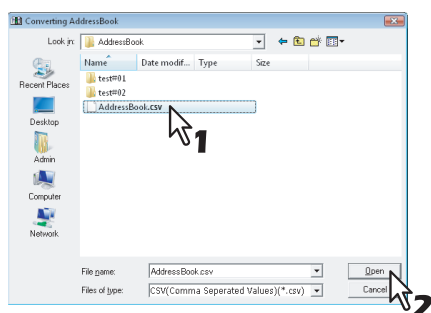 Converting AddressBook
Look in: AddressBook
Name Date modif... Type Size
test#01
test#02
AddressBook.csv
1
Recent Places
Desktop
Admin
Computer
Network
File name: AddressBook.csv Open
Files of type: CSV(Comma Seperated Values)(*.csv) Cancel
2